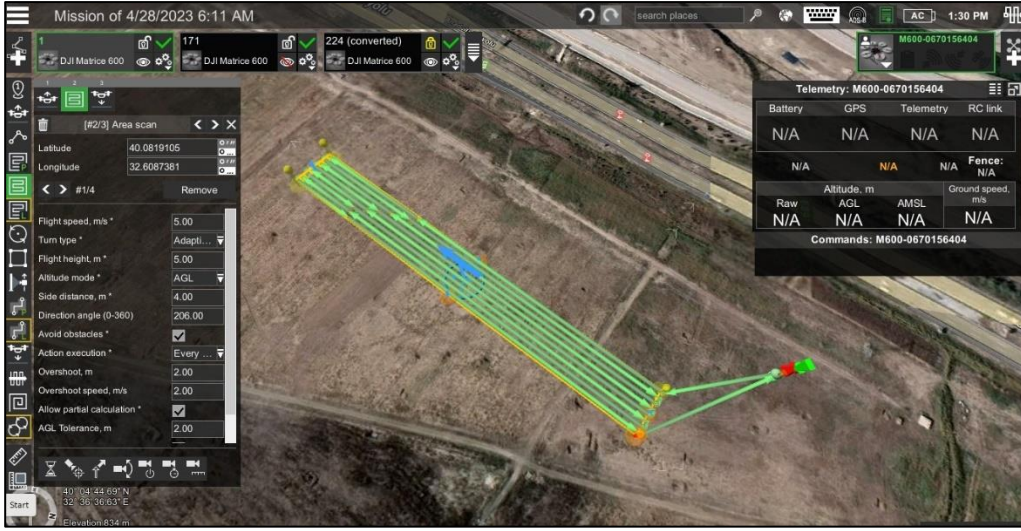 Mission of 4/28/2023 6:11 AM
search places
ADS-B
AC
1:30 PM
1
DJI Matrice 600
171
DJI Matrice 600
224 (converted)
DJI Matrice 600
M600-0670156404
1 2 3
[#2/3] Area scan
Latitude 40.0819105
Longitude 32.6087381
#1/4 Remove
Flight speed, m/s * 5.00
Turn type * Adapti...
Flight height, m * 5.00
Altitude mode * AGL
Side distance, m * 4.00
Direction angle (0-360) 206.00
Avoid obstacles *
Action execution * Every ...
Overshoot, m 2.00
Overshoot speed, m/s 2.00
Allow partial calculation *
AGL Tolerance, m 2.00
Telemetry: M600-0670156404
Battery GPS Telemetry RC link
N/A N/A N/A N/A
N/A N/A N/A Fence: N/A
Altitude, m Ground speed, m/s
Raw AGL AMSL
N/A N/A N/A N/A
Commands: M600-0670156404
Start
40° 04' 44.69" N
32° 36' 36.63" E
Elevation 834 m